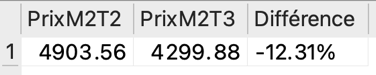 PrixM2T2 PrixM2T3 Différence
1 4903.56 4299.88 -12.31%